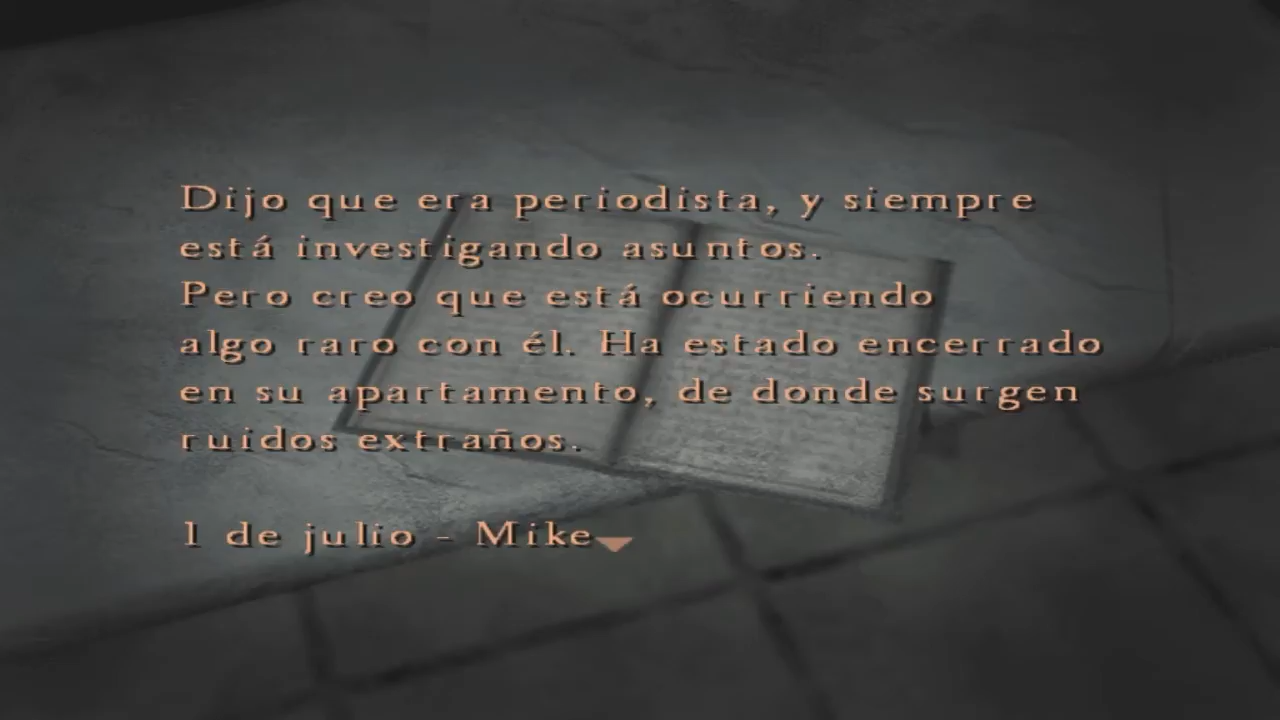 Dijo que era periodista, y siempre
está investigando asuntos.
Pero creo que está ocurriendo
algo raro con él. Ha estado encerrado
en su apartamento, de donde surgen
ruidos extraños.
1 de julio - Mike